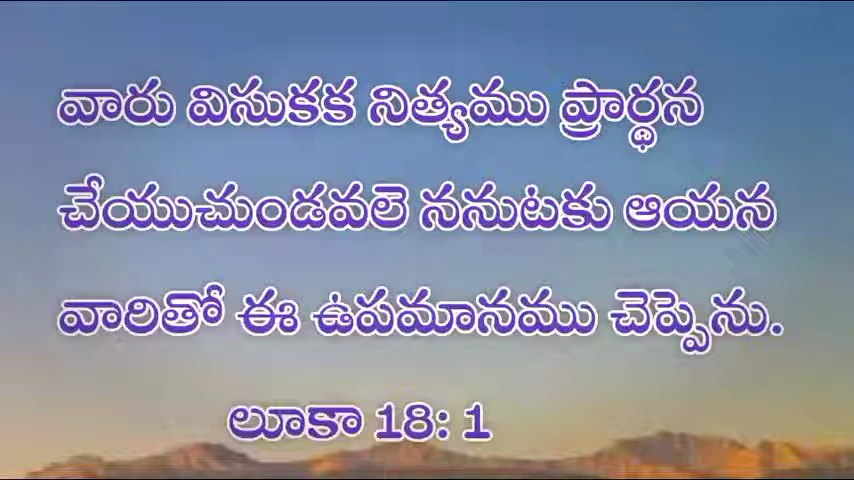 వారు విసుకక నిత్యము ప్రార్థన
చేయుచుండవలె ననుటకు ఆయన
వారితో ఈ ఉపమానము చెప్పెను.
లూకా 18: 1